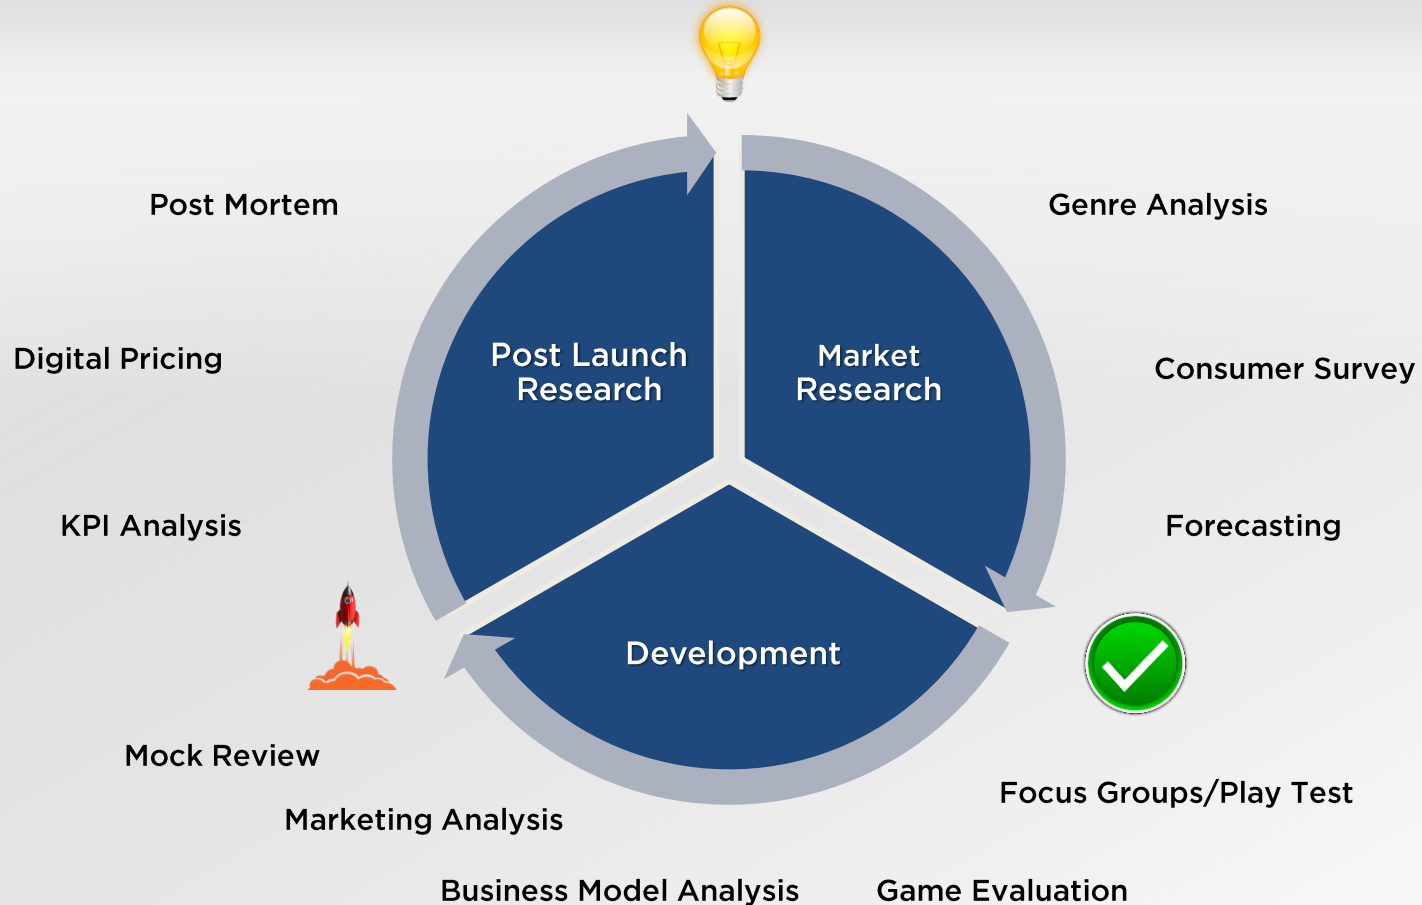 Post Mortem
Genre Analysis
Digital Pricing
Post Launch
Research
Market
Research
Consumer Survey
KPI Analysis
Forecasting
Development
Mock Review
Focus Groups/Play Test
Marketing Analysis
Business Model Analysis
Game Evaluation